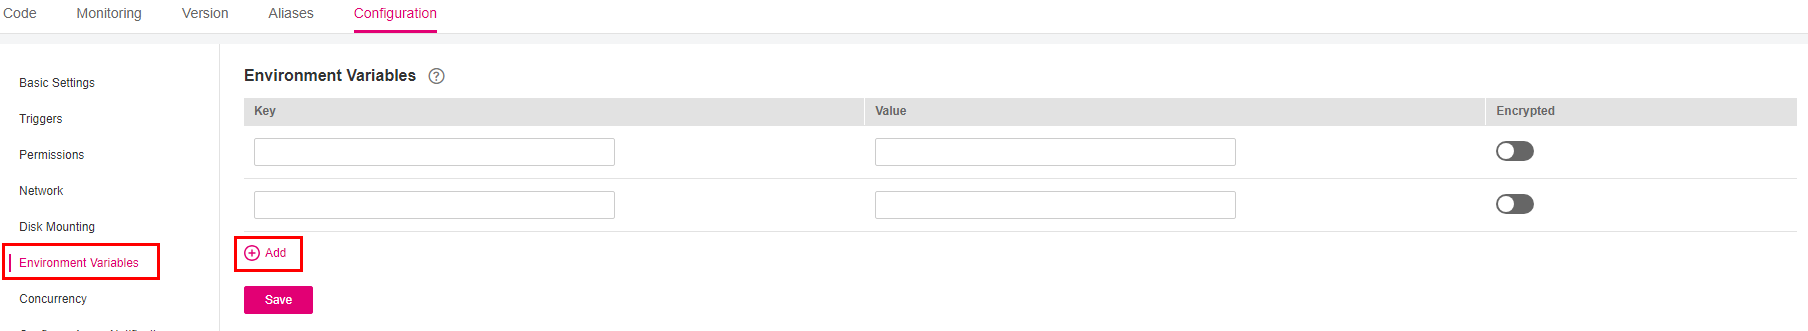 Code Monitoring Version Aliases Configuration
Basic Settings
Triggers
Permissions
Network
Disk Mounting
Environment Variables
Concurrency
Environment Variables ?
Key Value Encrypted
Add
Save